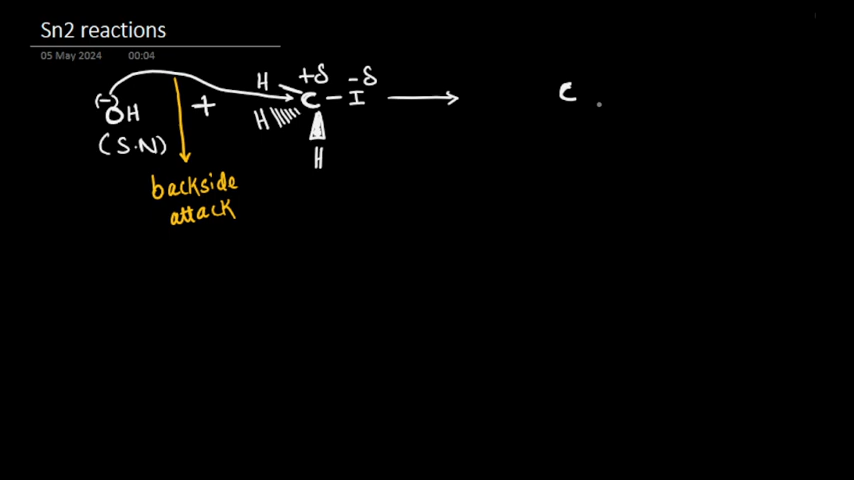 Sn2 reactions
05 May 2024 00:04
H +δ -δ
(-) OH + H C - I → C
(S.N) H
backside
attack